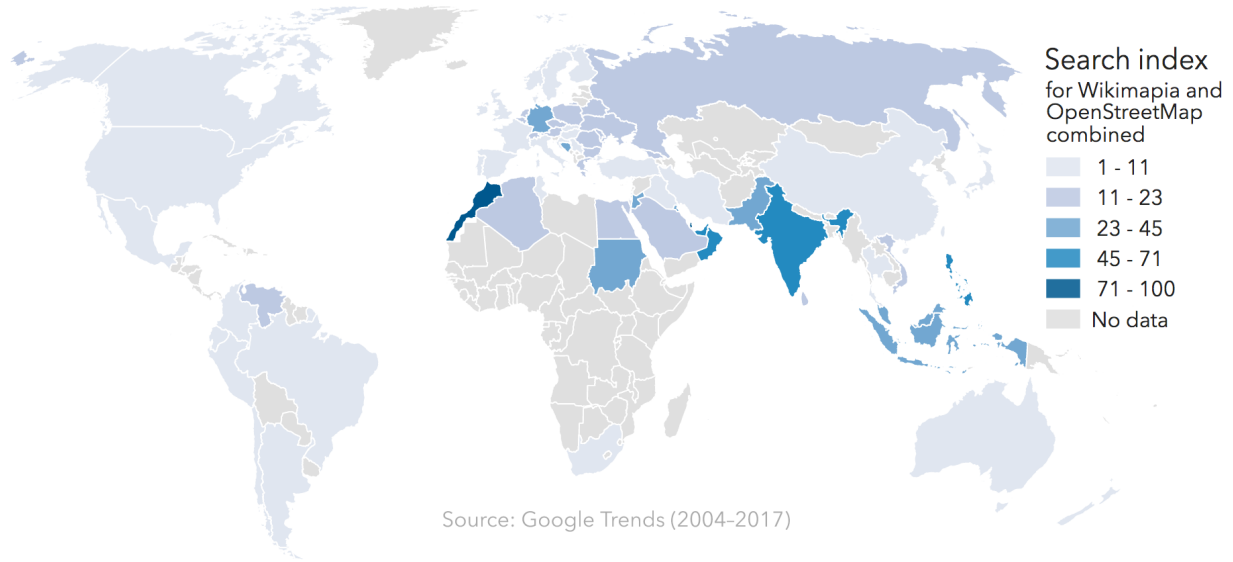 Search index
for Wikimapia and
OpenStreetMap
combined
1 - 11
11 - 23
23 - 45
45 - 71
71 - 100
No data
Source: Google Trends (2004–2017)